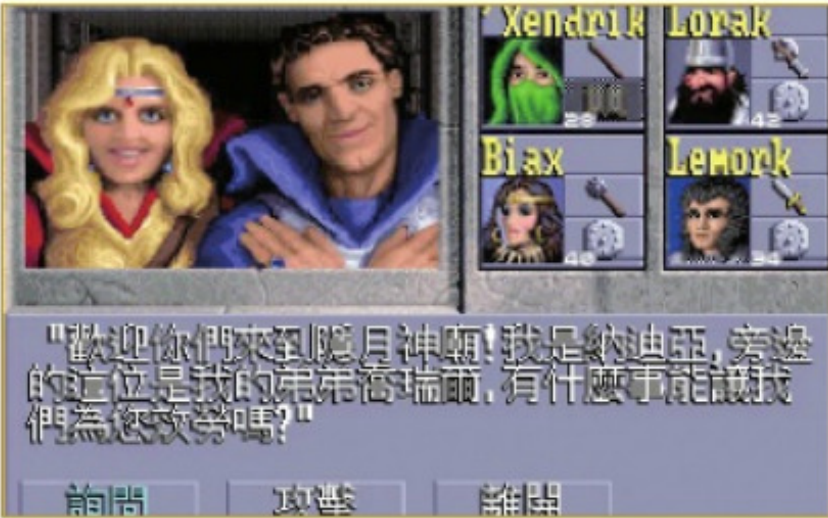 'Xendrik
Lorak
28
42
Biax
Lemork
40
34
"歡迎你們來到隱月神廟!我是納迪亞,旁邊
的這位是我的弟弟喬瑞爾.有什麼事能讓我
們為您效勞嗎?"
詢問
攻擊
離開